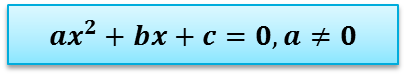 ax² + bx + c = 0, a ≠ 0